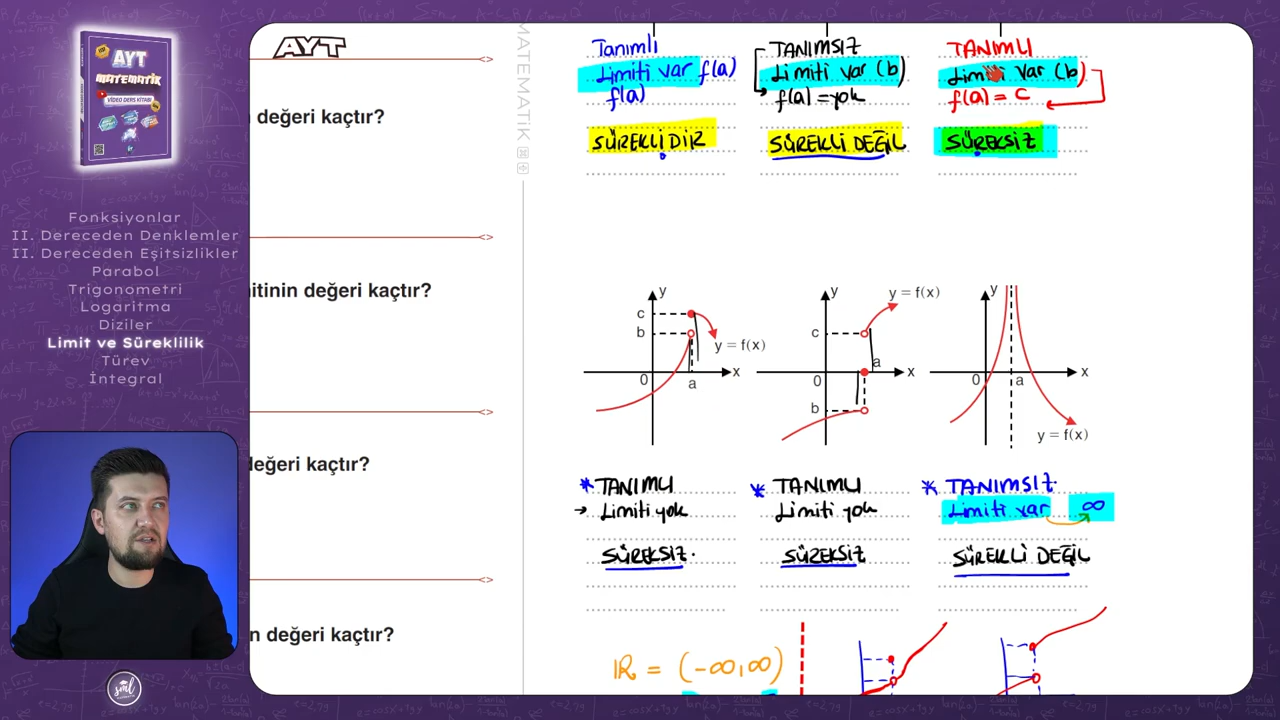 AYT
MATEMATİK
VİDEO DERS KİTABI
Fonksiyonlar
II. Dereceden Denklemler
II. Dereceden Eşitsizlikler
Parabol
Trigonometri
Logaritma
Diziler
Limit ve Süreklilik
Türev
İntegral
sml
AYT
değeri kaçtır?
itinin değeri kaçtır?
değeri kaçtır?
n değeri kaçtır?
MATEMATİK
Tanımlı
Limiti var f(a)
f(a)
SÜREKLİDİR
TANIMSIZ
Limiti var (b)
f(a) = yok
SÜREKLİ DEĞİL
TANIMLI
var (b)
f(a) = c
SÜREKSİZ
y
c
b
0
a
x
y = f(x)
y
c
b
0
a
x
y = f(x)
y
0
a
x
y = f(x)
* TANIMLI
→ Limiti yok
SÜREKSİZ.
* TANIMLI
Limiti yok
SÜREKSİZ
* TANIMSIZ.
Limiti var ∞
SÜREKLİ DEĞİL
IR = (-∞,∞)